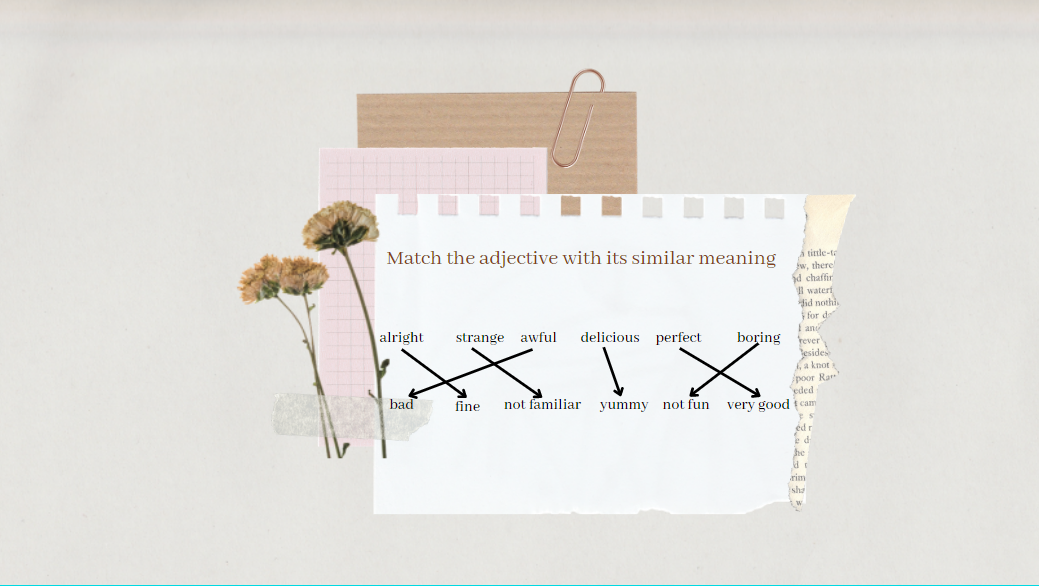 Match the adjective with its similar meaning
alright strange awful delicious perfect boring
bad fine not familiar yummy not fun very good